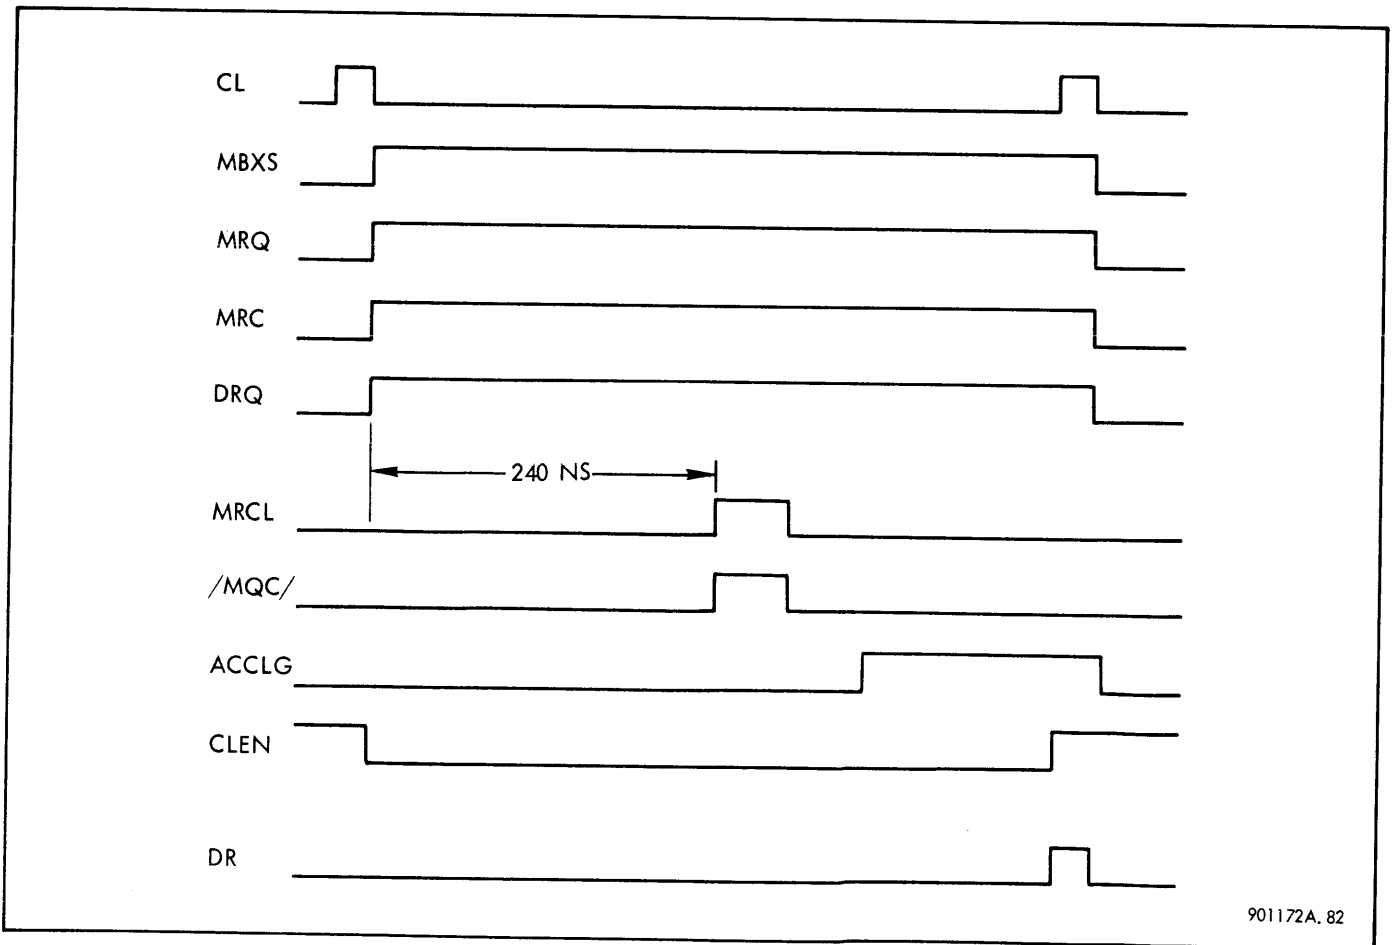 CL
MBXS
MRQ
MRC
DRQ
240 NS
MRCL
/MQC/
ACCLG
CLEN
DR
901172A. 82